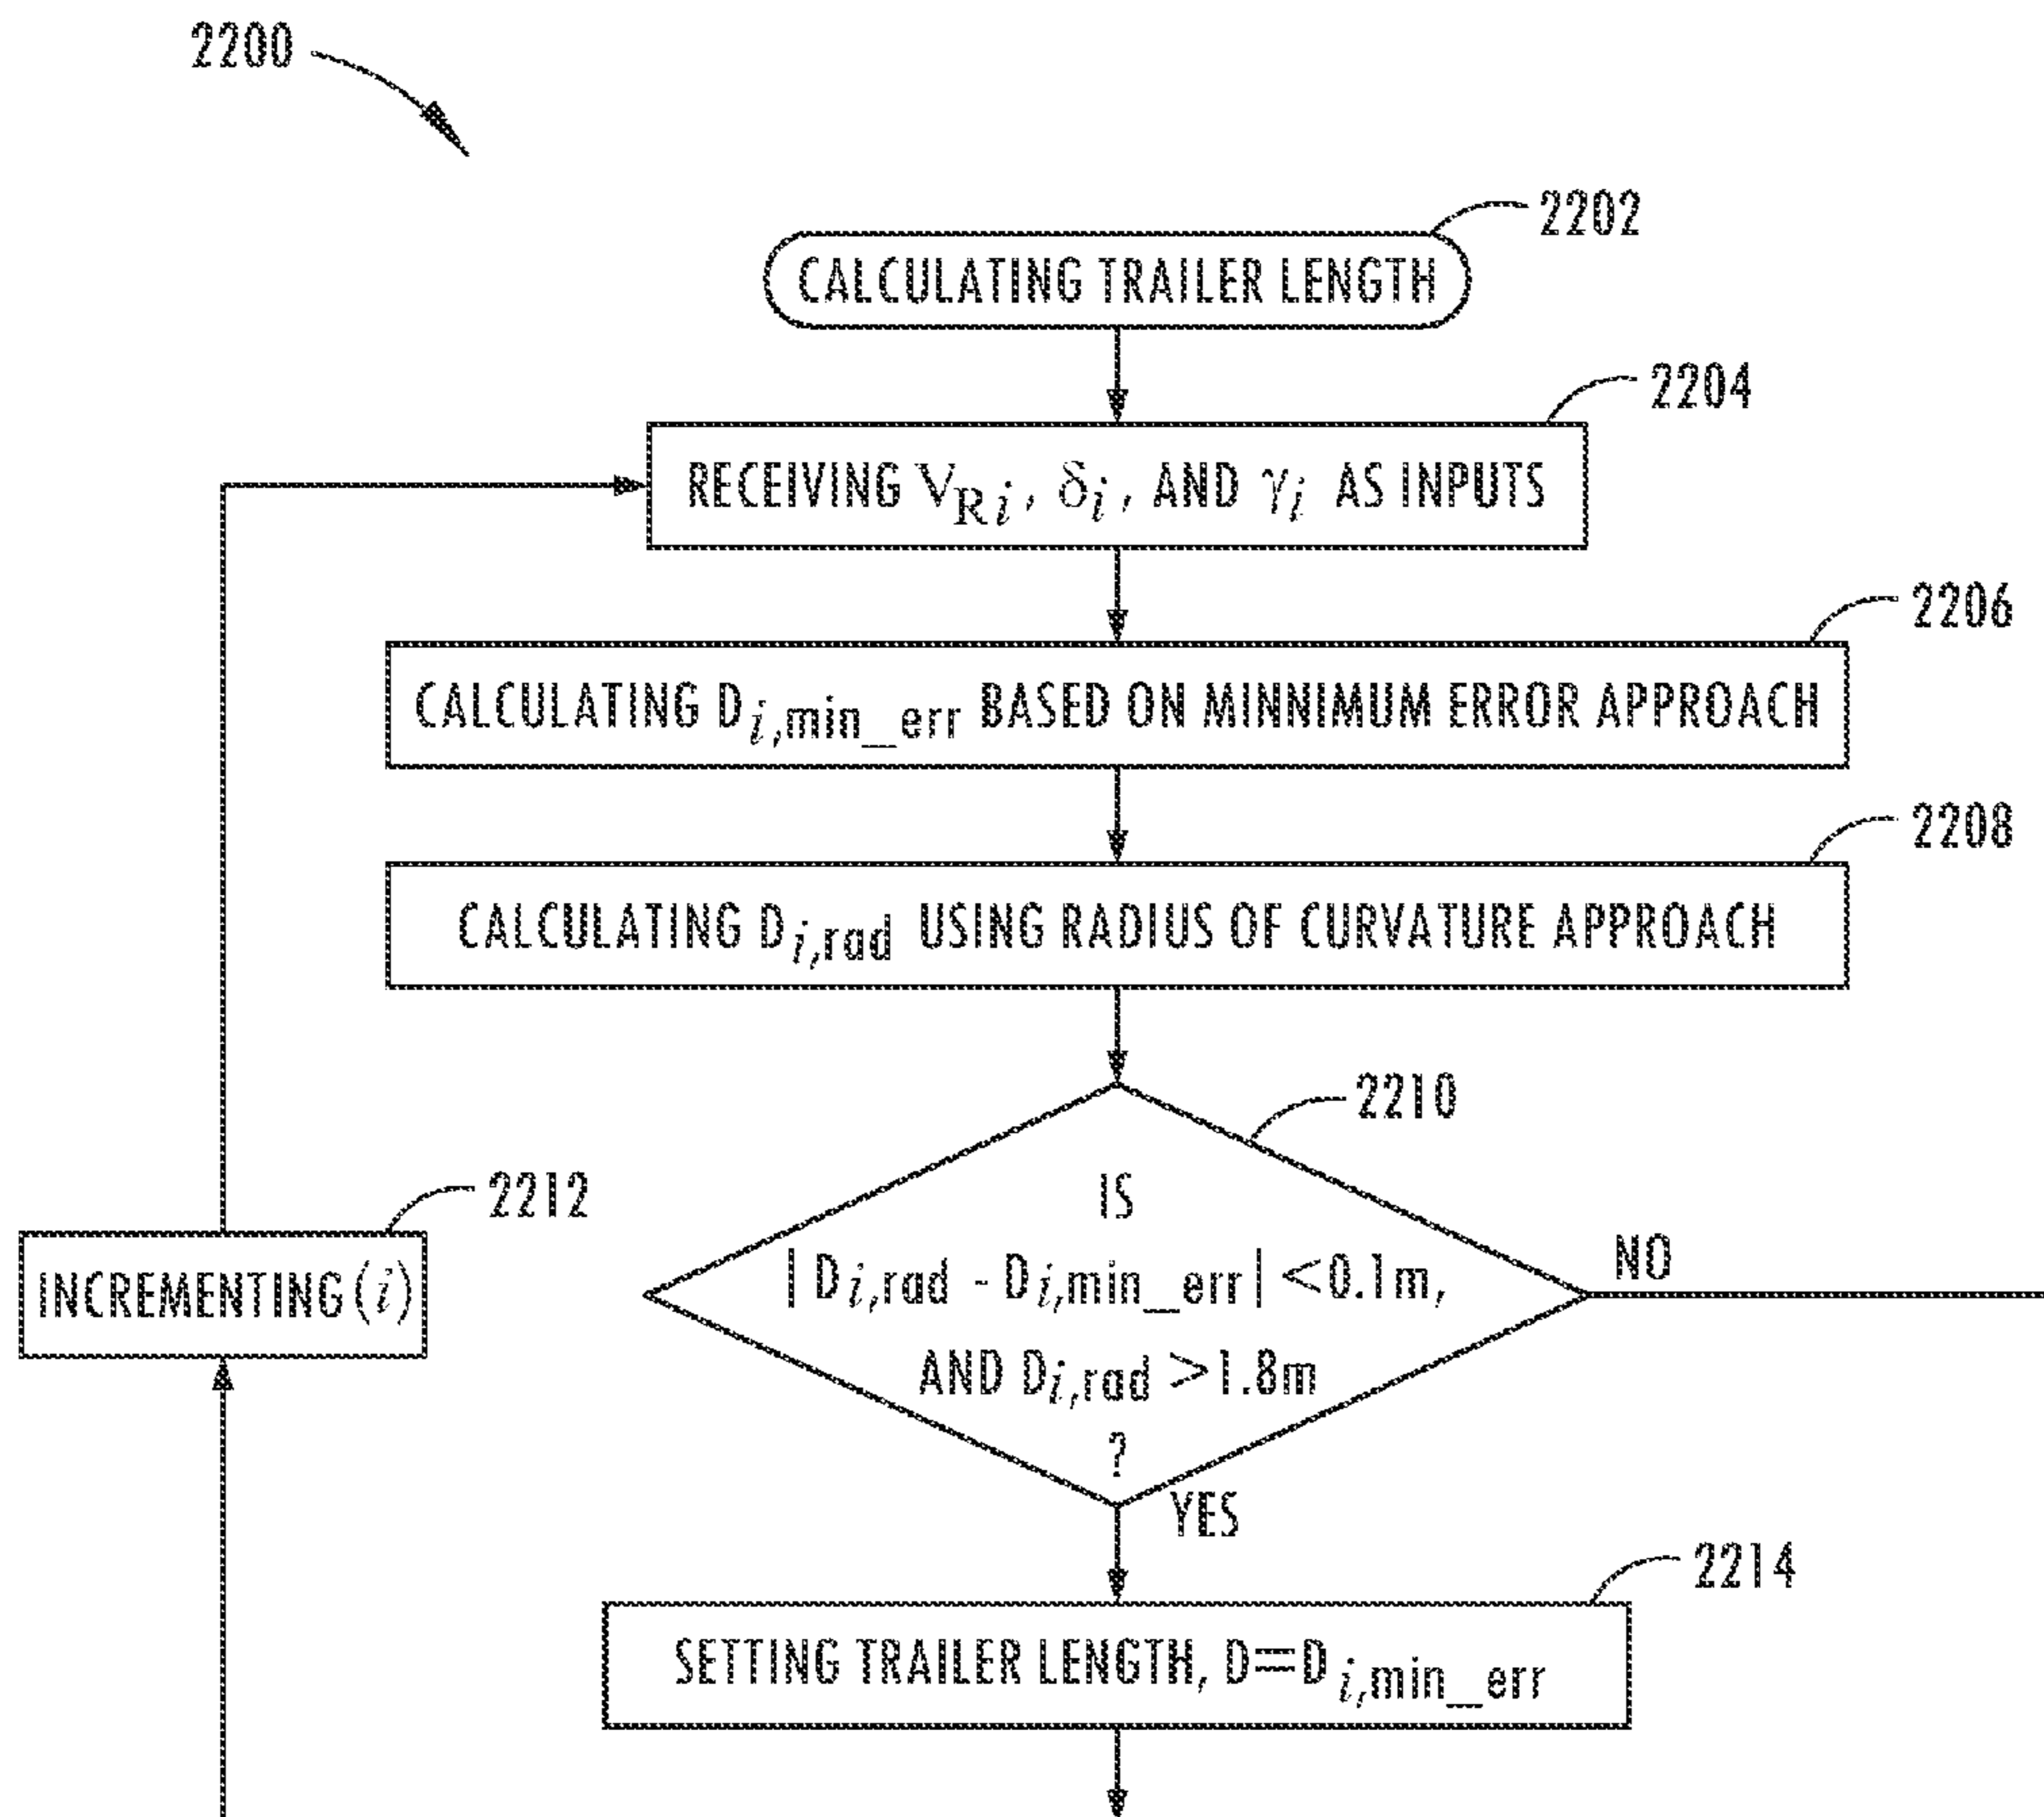 2200
2202
CALCULATING TRAILER LENGTH
2204
RECEIVING V_R i, δ_i, AND γ_i AS INPUTS
2206
CALCULATING D_i,min_err BASED ON MINNIMUM ERROR APPROACH
2208
CALCULATING D_i,rad USING RADIUS OF CURVATURE APPROACH
2210
2212
INCREMENTING (i)
IS
| D_i,rad - D_i,min_err | <0.1m,
AND D_i,rad >1.8m
?
NO
YES
2214
SETTING TRAILER LENGTH, D=D_i,min_err